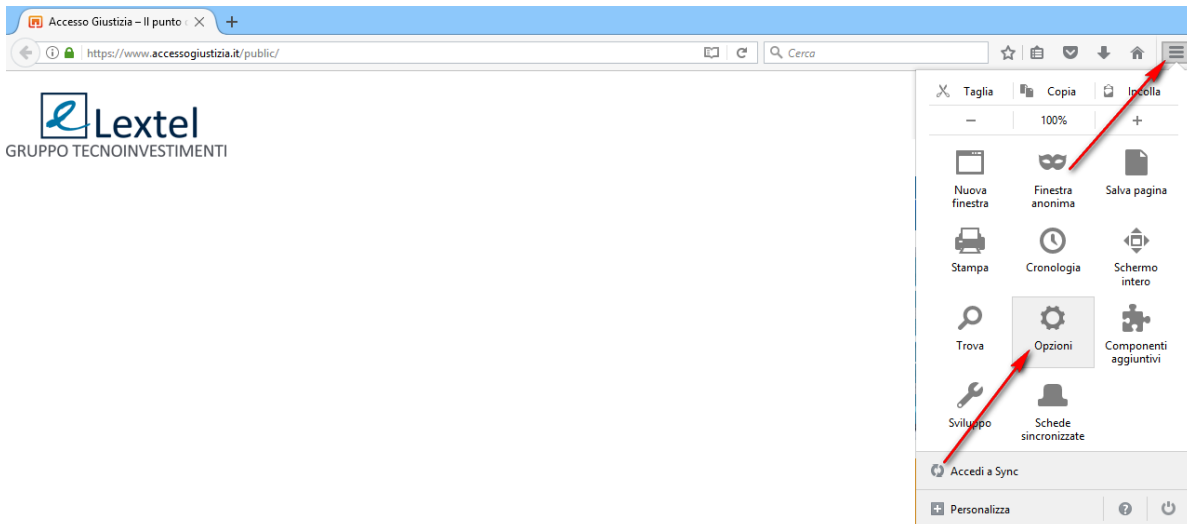 Accesso Giustizia – Il punto
https://www.accessogiustizia.it/public/
Cerca
Lextel
GRUPPO TECNOINVESTIMENTI
Taglia
Copia
Incolla
100%
Nuova finestra
Finestra anonima
Salva pagina
Stampa
Cronologia
Schermo intero
Trova
Opzioni
Componenti aggiuntivi
Sviluppo
Schede sincronizzate
Accedi a Sync
Personalizza